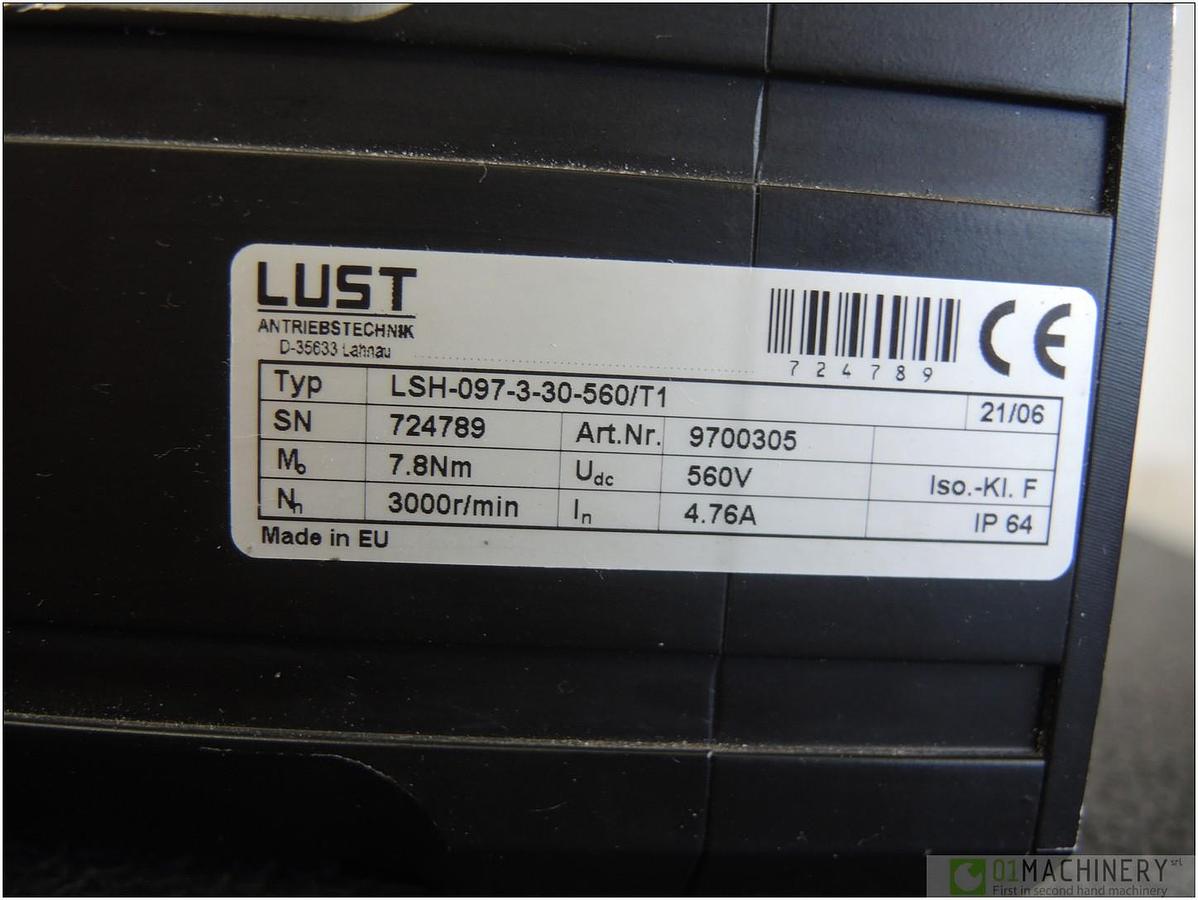 LUST
ANTRIEBSTECHNIK
D-35633 Lahnau
724789
Typ LSH-097-3-30-560/T1 21/06
SN 724789 Art.Nr. 9700305
Mo 7.8Nm Udc 560V Iso.-Kl. F
Nn 3000r/min In 4.76A IP 64
Made in EU
01MACHINERY srl
First in second hand machinery